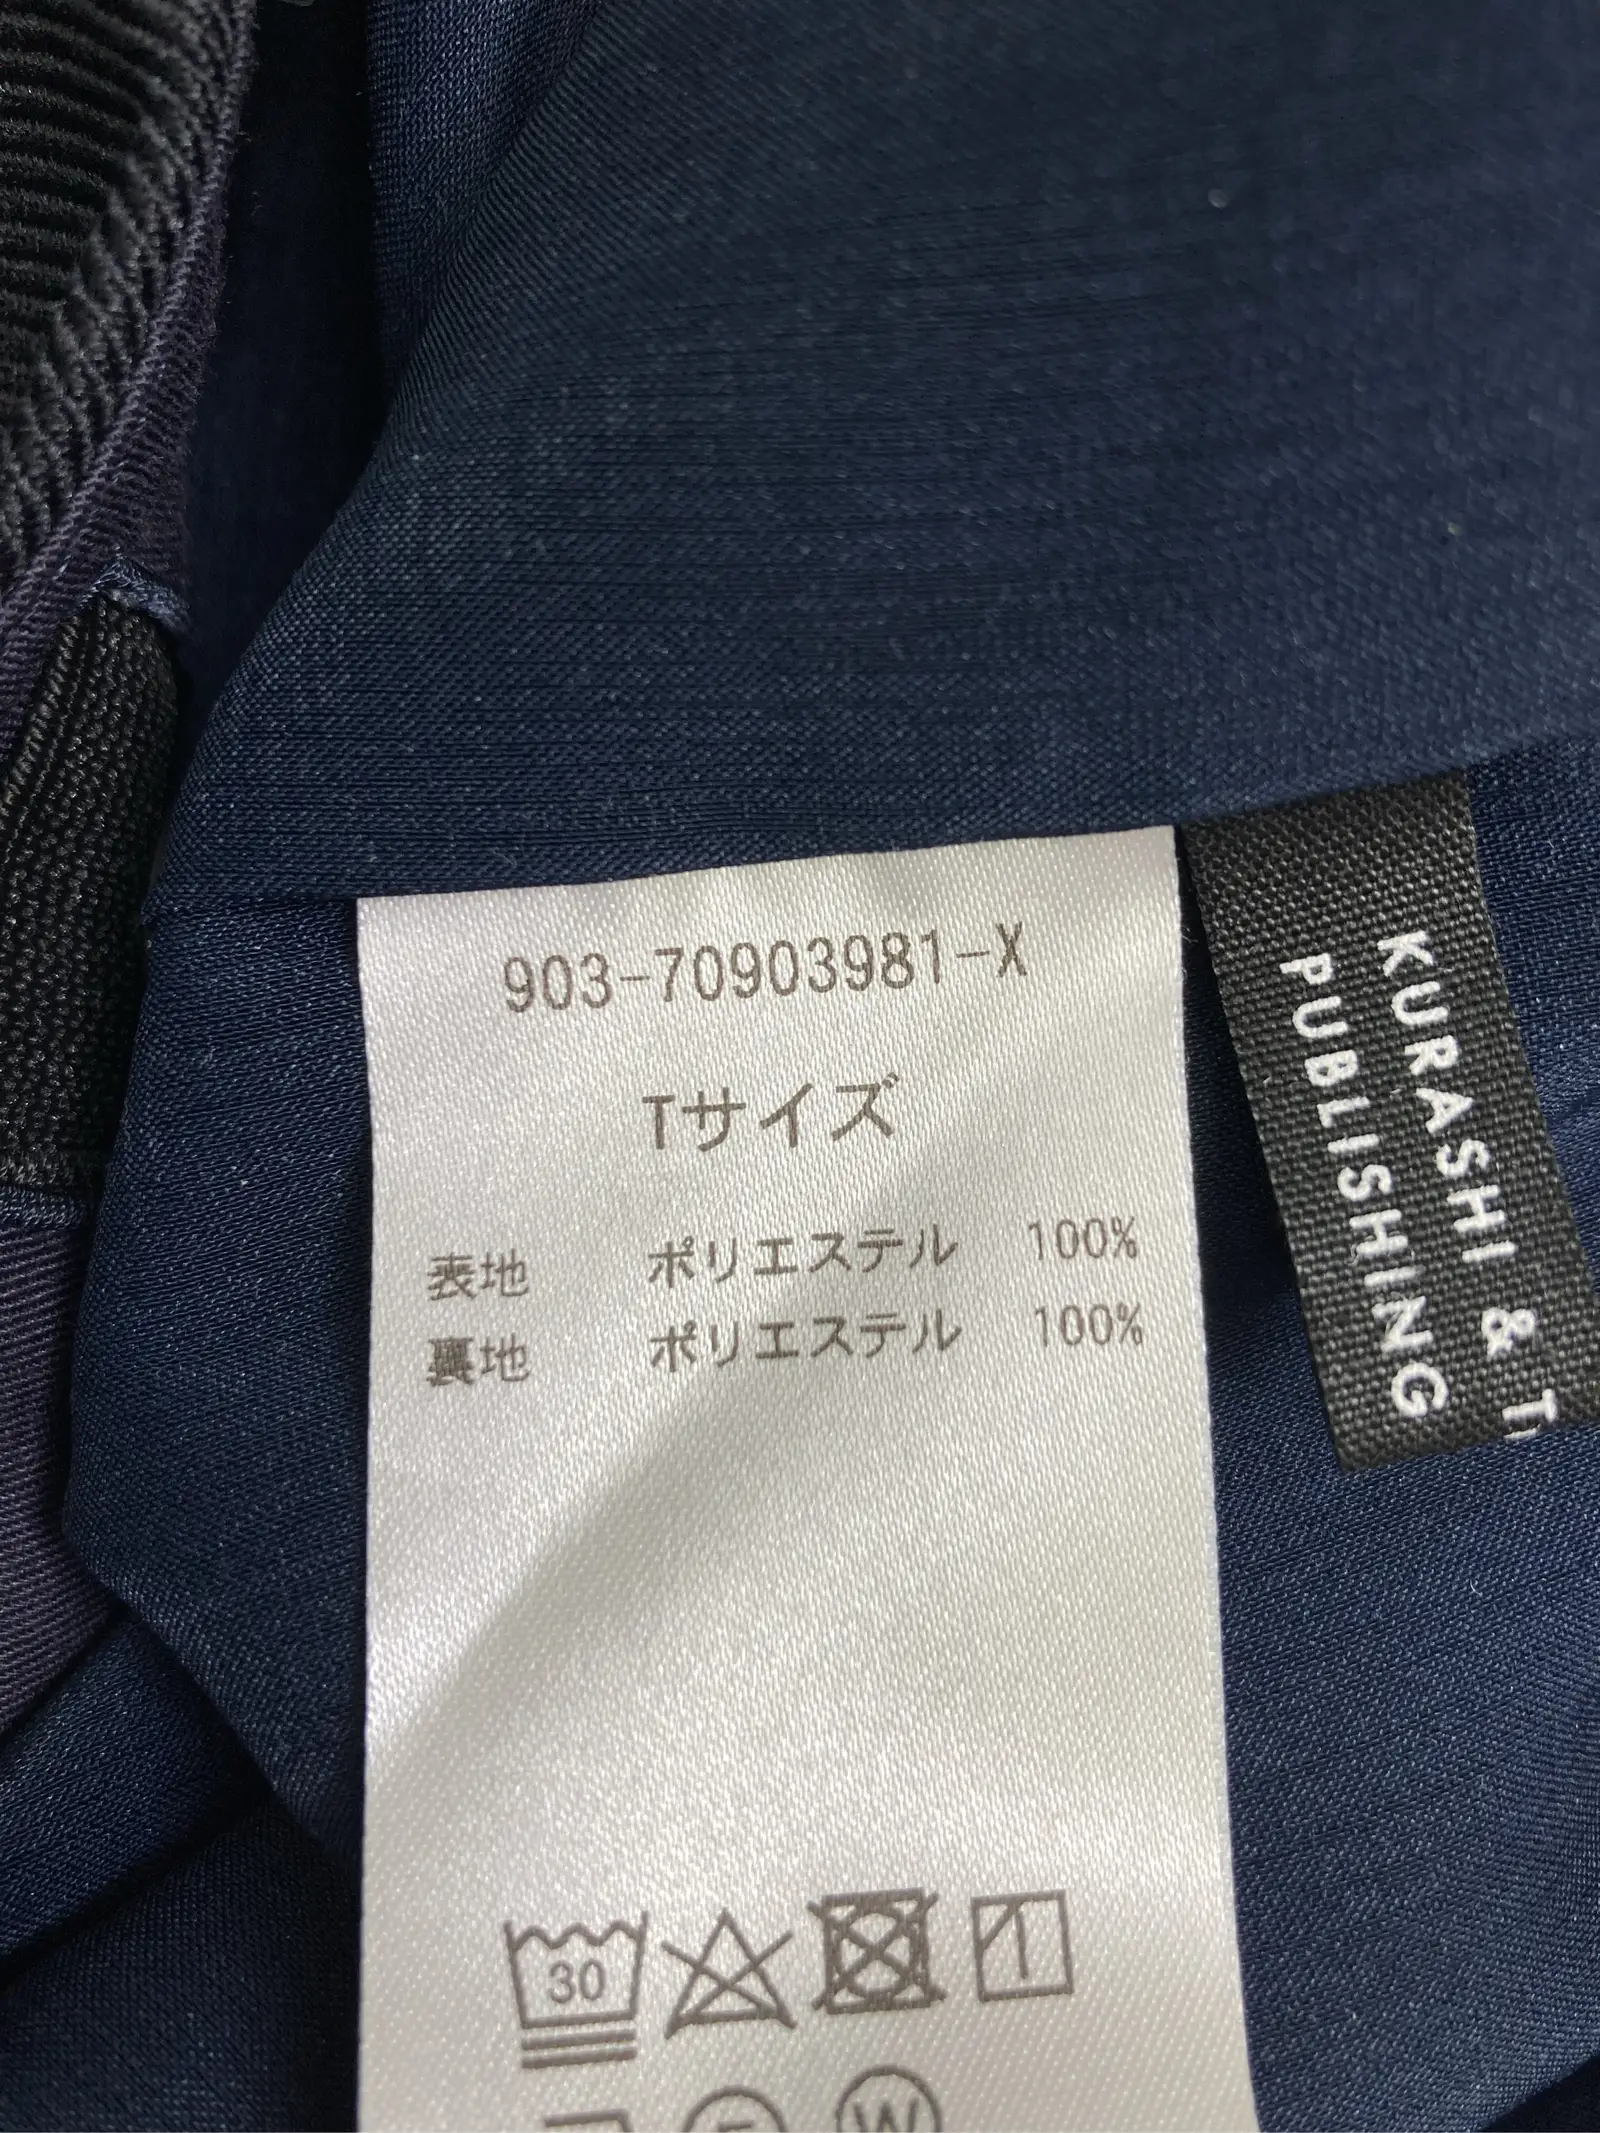 903-70903981-X
Tサイズ
表地 ポリエステル 100%
裏地 ポリエステル 100%
30
KURASHI &
PUBLISHING
W